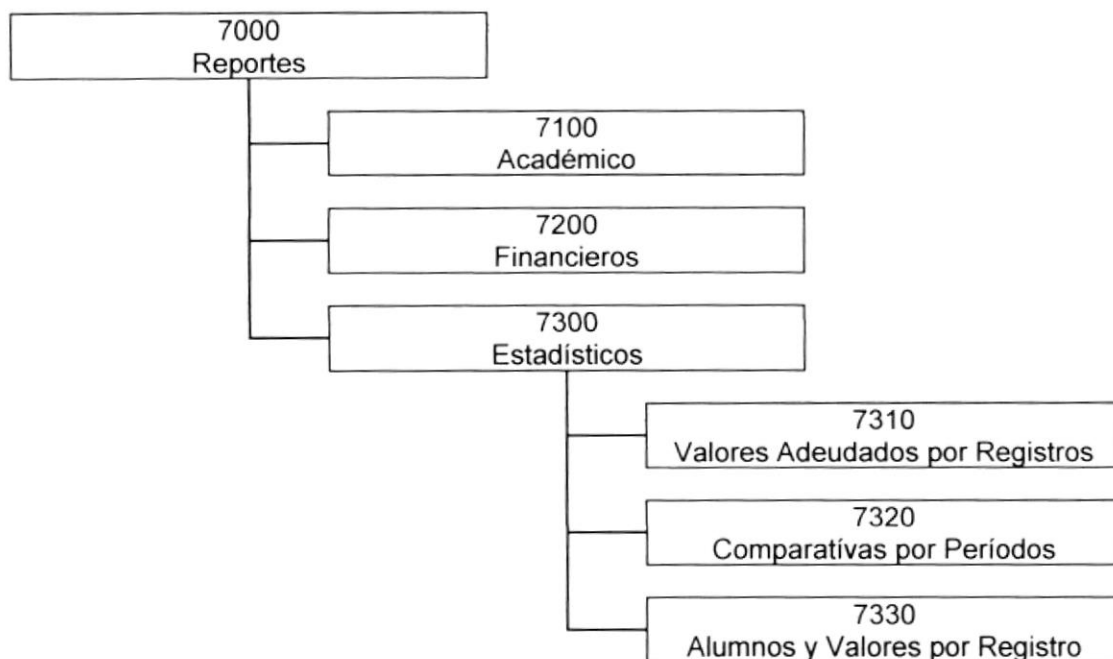 7000
Reportes
7100
Académico
7200
Financieros
7300
Estadísticos
7310
Valores Adeudados por Registros
7320
Comparatívas por Períodos
7330
Alumnos y Valores por Registro